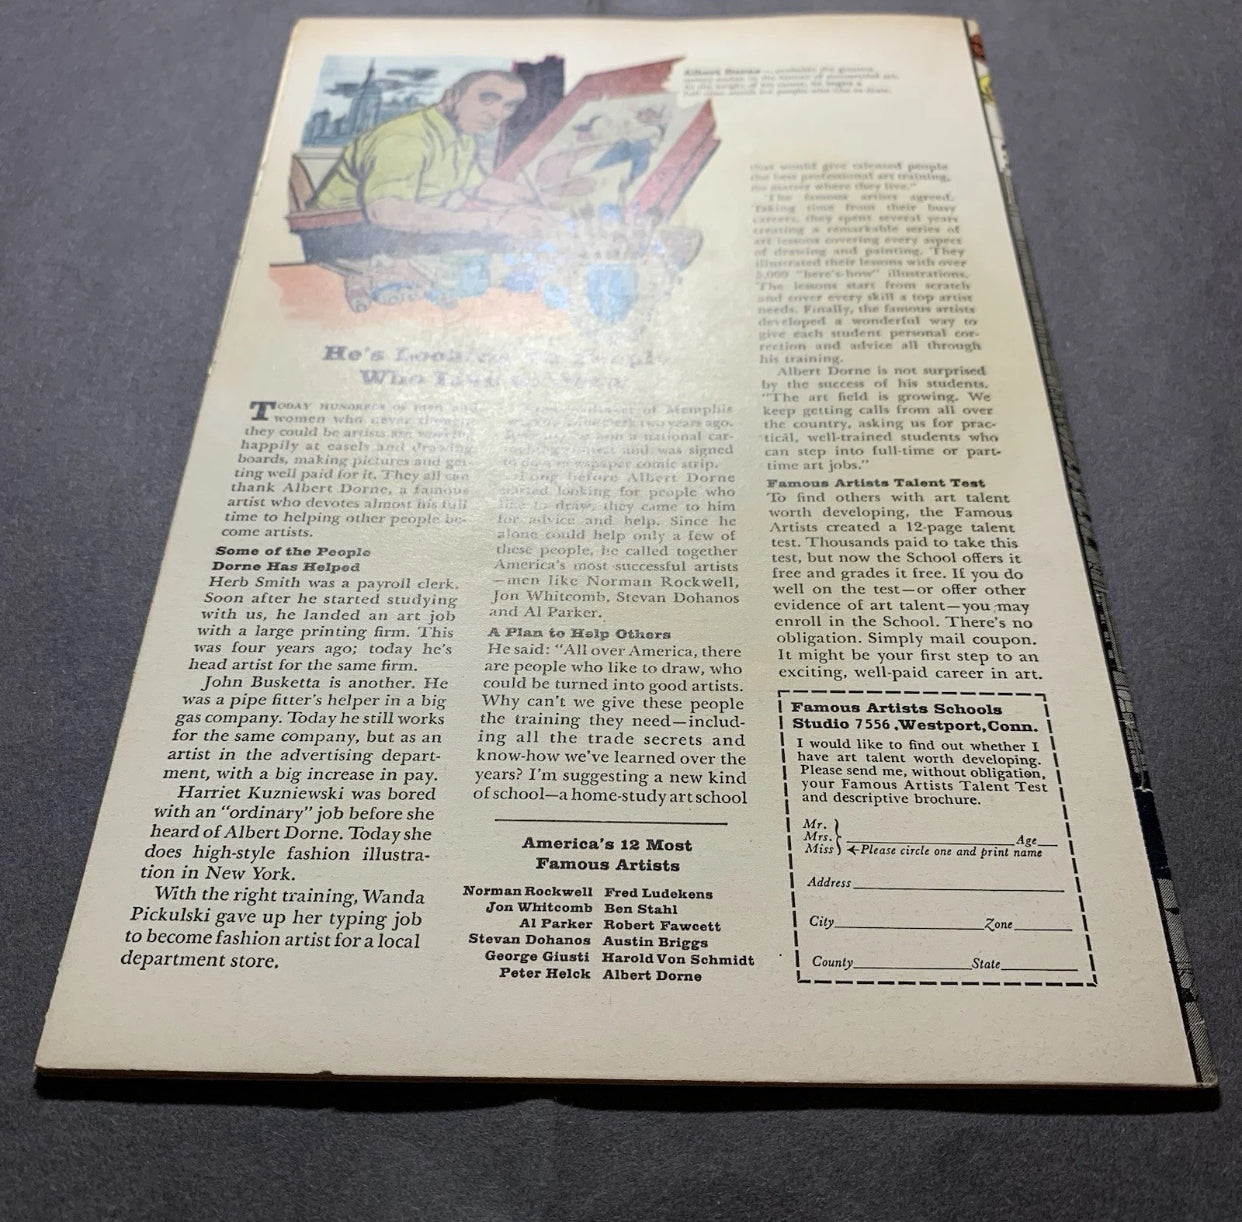 Albert Dorne
He's Looking for People
Who Like to Draw
TODAY HUNDREDS of men and
women who never thought
they could be artists are working
happily at easels and drawing
boards, making pictures and get-
ting well paid for it. They all can
thank Albert Dorne, a famous
artist who devotes almost his full
time to helping other people be-
come artists.
Some of the People
Dorne Has Helped
Herb Smith was a payroll clerk.
Soon after he started studying
with us, he landed an art job
with a large printing firm. This
was four years ago; today he's
head artist for the same firm.
John Busketta is another. He
was a pipe fitter's helper in a big
gas company. Today he still works
for the same company, but as an
artist in the advertising depart-
ment, with a big increase in pay.
Harriet Kuzniewski was bored
with an "ordinary" job before she
heard of Albert Dorne. Today she
does high-style fashion illustra-
tion in New York.
With the right training, Wanda
Pickulski gave up her typing job
to become fashion artist for a local
department store.
of Memphis
clerk two years ago.
won a national car-
and was signed
to do a newspaper comic strip.
Long before Albert Dorne
started looking for people who
like to draw, they came to him
for advice and help. Since he
alone could help only a few of
these people, he called together
America's most successful artists
—men like Norman Rockwell,
Jon Whitcomb, Stevan Dohanos
and Al Parker.
A Plan to Help Others
He said: "All over America, there
are people who like to draw, who
could be turned into good artists.
Why can't we give these people
the training they need—includ-
ing all the trade secrets and
know-how we've learned over the
years? I'm suggesting a new kind
of school—a home-study art school
that would give talented people
the best professional art training,
no matter where they live."
The famous artists agreed.
Taking time from their busy
careers, they spent several years
creating a remarkable series of
art lessons covering every aspect
of drawing and painting. They
illustrated their lessons with over
5,000 "here's-how" illustrations.
The lessons start from scratch
and cover every skill a top artist
needs. Finally, the famous artists
developed a wonderful way to
give each student personal cor-
rection and advice all through
his training.
Albert Dorne is not surprised
by the success of his students.
"The art field is growing. We
keep getting calls from all over
the country, asking us for prac-
tical, well-trained students who
can step into full-time or part-
time art jobs."
Famous Artists Talent Test
To find others with art talent
worth developing, the Famous
Artists created a 12-page talent
test. Thousands paid to take this
test, but now the School offers it
free and grades it free. If you do
well on the test—or offer other
evidence of art talent—you may
enroll in the School. There's no
obligation. Simply mail coupon.
It might be your first step to an
exciting, well-paid career in art.
America's 12 Most
Famous Artists
Norman Rockwell Fred Ludekens
Jon Whitcomb Ben Stahl
Al Parker Robert Fawcett
Stevan Dohanos Austin Briggs
George Giusti Harold Von Schmidt
Peter Helck Albert Dorne
Famous Artists Schools
Studio 7556, Westport, Conn.
I would like to find out whether I
have art talent worth developing.
Please send me, without obligation,
your Famous Artists Talent Test
and descriptive brochure.
Mr.
Mrs. Age
Miss Please circle one and print name
Address
City Zone
County State